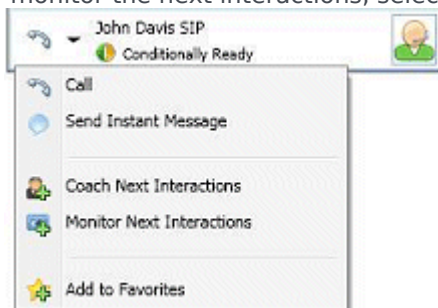 monitor the next interactions, selec
John Davis SIP
Conditionally Ready
Call
Send Instant Message
Coach Next Interactions
Monitor Next Interactions
Add to Favorites